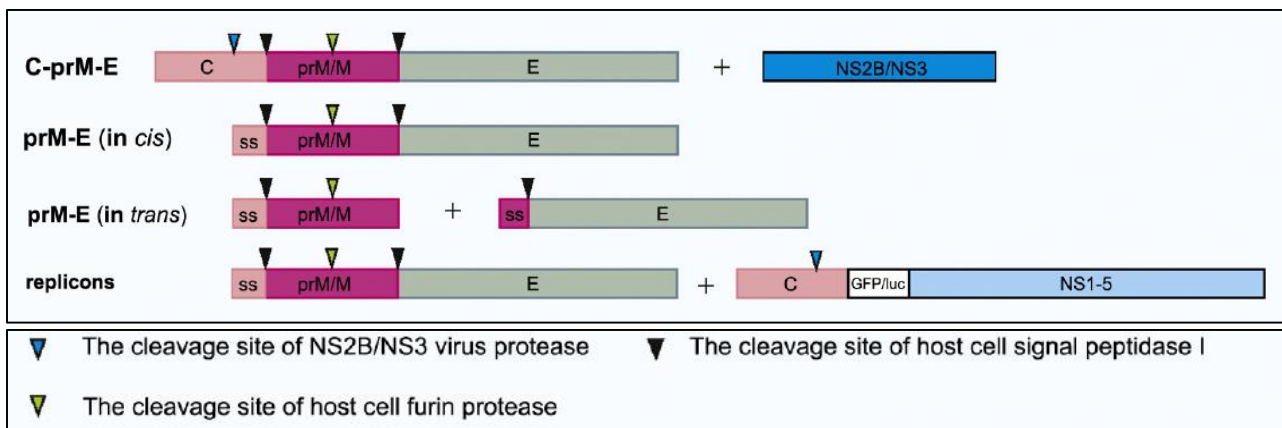 C-prM-E C prM/M E + NS2B/NS3
prM-E (in cis) ss prM/M E
prM-E (in trans) ss prM/M + ss E
replicons ss prM/M E + C GFP/luc NS1-5
The cleavage site of NS2B/NS3 virus protease The cleavage site of host cell signal peptidase I
The cleavage site of host cell furin protease